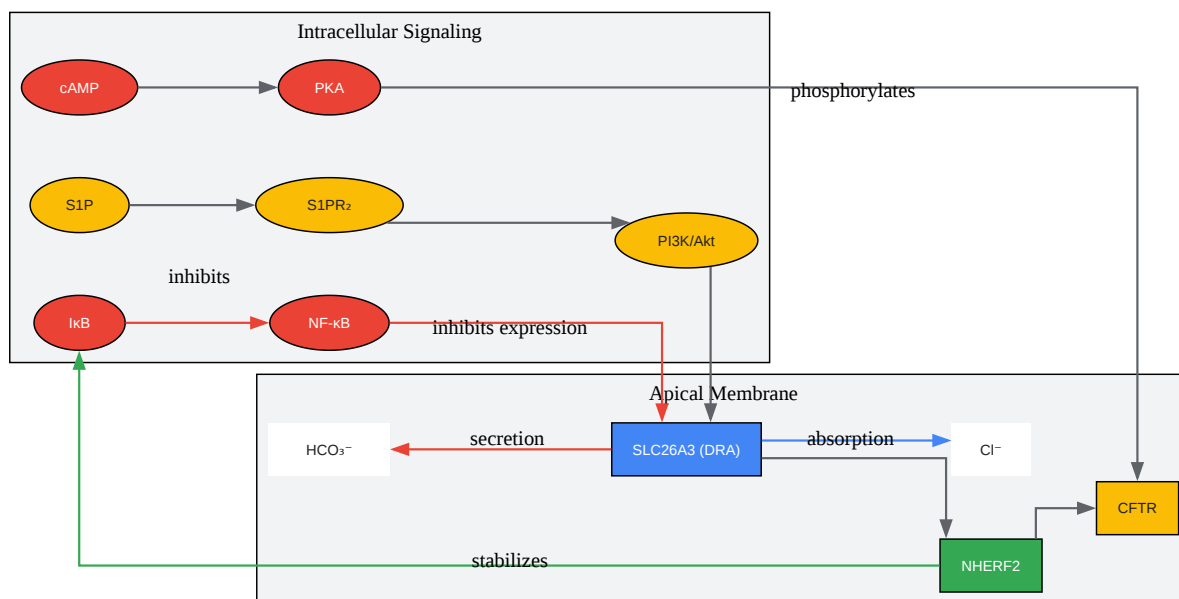 Intracellular Signaling
cAMP
PKA
phosphorylates
S1P
S1PR₂
PI3K/Akt
inhibits
IκB
NF-κB
inhibits expression
Apical Membrane
HCO₃⁻
secretion
SLC26A3 (DRA)
absorption
Cl⁻
CFTR
stabilizes
NHERF2